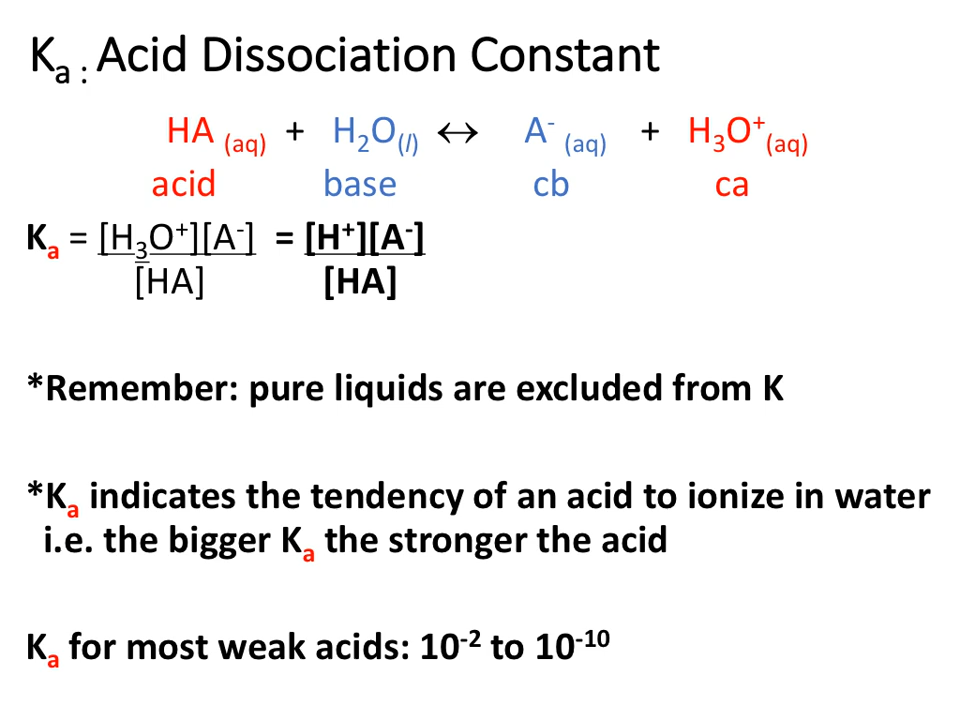 Kₐ : Acid Dissociation Constant
HA (aq) + H₂O(l) ↔ A⁻ (aq) + H₃O⁺(aq)
acid base cb ca
Kₐ = [H₃O⁺][A⁻] = [H⁺][A⁻]
[HA] [HA]
*Remember: pure liquids are excluded from K
*Kₐ indicates the tendency of an acid to ionize in water
i.e. the bigger Kₐ the stronger the acid
Kₐ for most weak acids: 10⁻² to 10⁻¹⁰